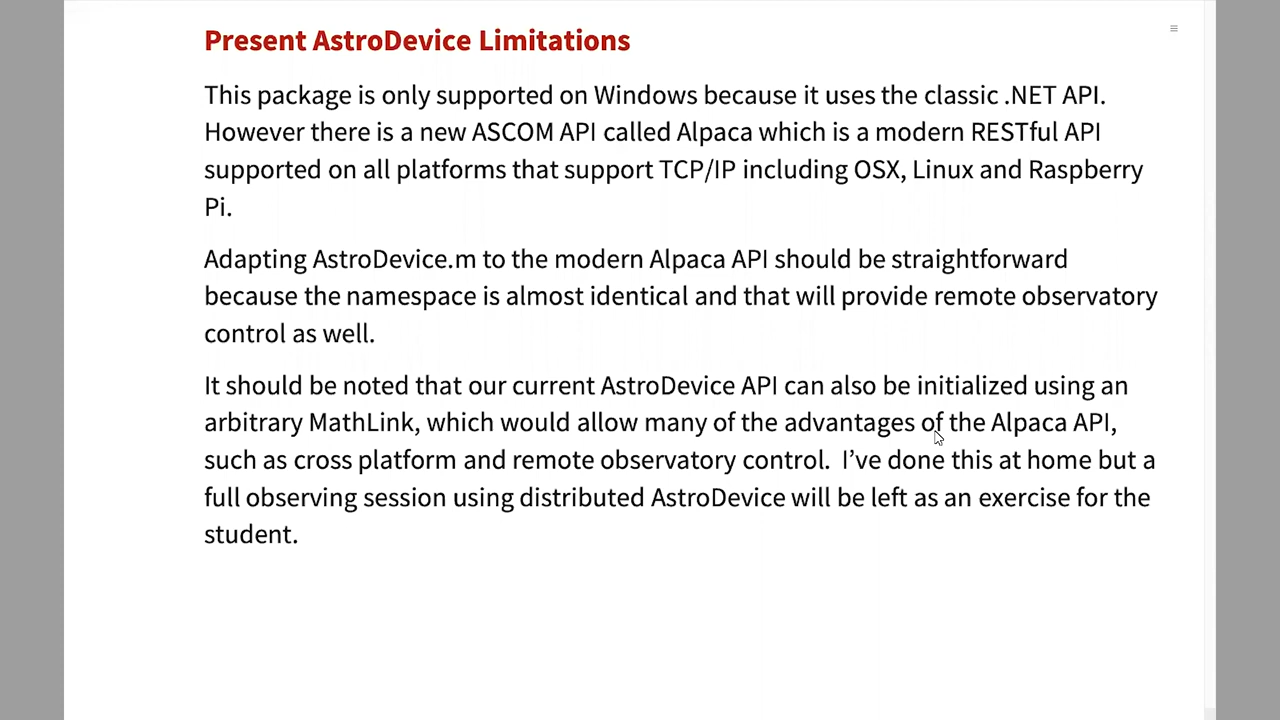 Present AstroDevice Limitations
This package is only supported on Windows because it uses the classic .NET API.
However there is a new ASCOM API called Alpaca which is a modern RESTful API
supported on all platforms that support TCP/IP including OSX, Linux and Raspberry
Pi.
Adapting AstroDevice.m to the modern Alpaca API should be straightforward
because the namespace is almost identical and that will provide remote observatory
control as well.
It should be noted that our current AstroDevice API can also be initialized using an
arbitrary MathLink, which would allow many of the advantages of the Alpaca API,
such as cross platform and remote observatory control.  I’ve done this at home but a
full observing session using distributed AstroDevice will be left as an exercise for the
student.